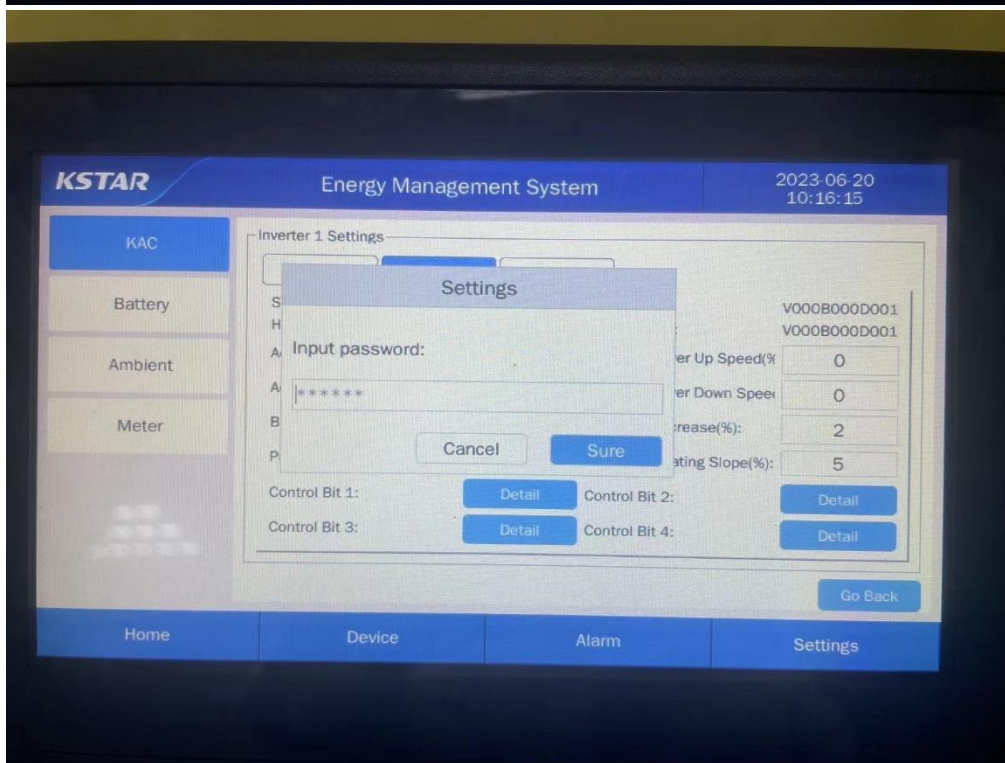 KSTAR
Energy Management System
2023-06-20
10:16:15
KAC
Battery
Ambient
Meter
Inverter 1 Settings
Settings
Input password:
******
Cancel
Sure
S
H
A
A
B
P
V000B000D001
:
V000B000D001
er Up Speed(%
0
er Down Spee
0
crease(%):
2
ating Slope(%):
5
Control Bit 1:
Detail
Control Bit 2:
Detail
Control Bit 3:
Detail
Control Bit 4:
Detail
Go Back
Home
Device
Alarm
Settings